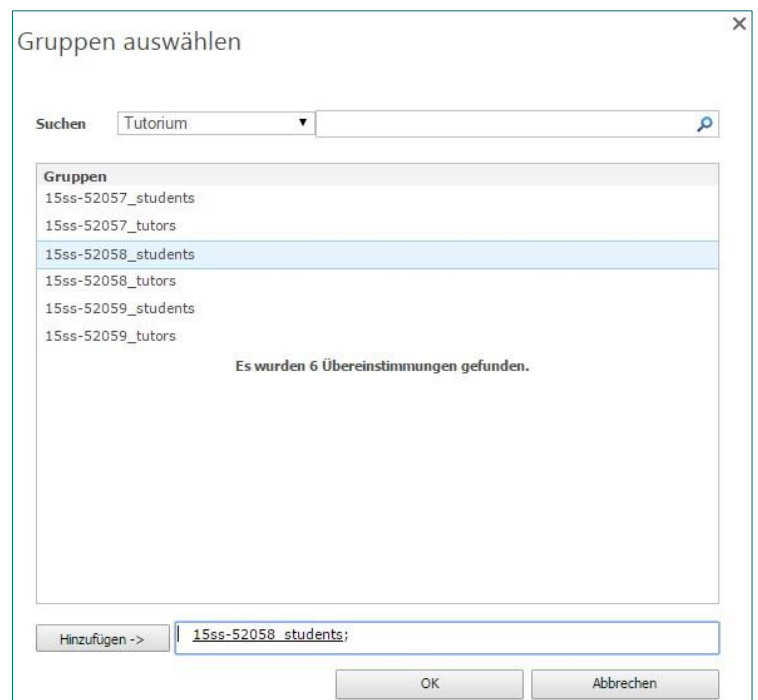 Gruppen auswählen
Suchen Tutorium
Gruppen
15ss-52057_students
15ss-52057_tutors
15ss-52058_students
15ss-52058_tutors
15ss-52059_students
15ss-52059_tutors
Es wurden 6 Übereinstimmungen gefunden.
Hinzufügen -> 15ss-52058_students;
OK Abbrechen